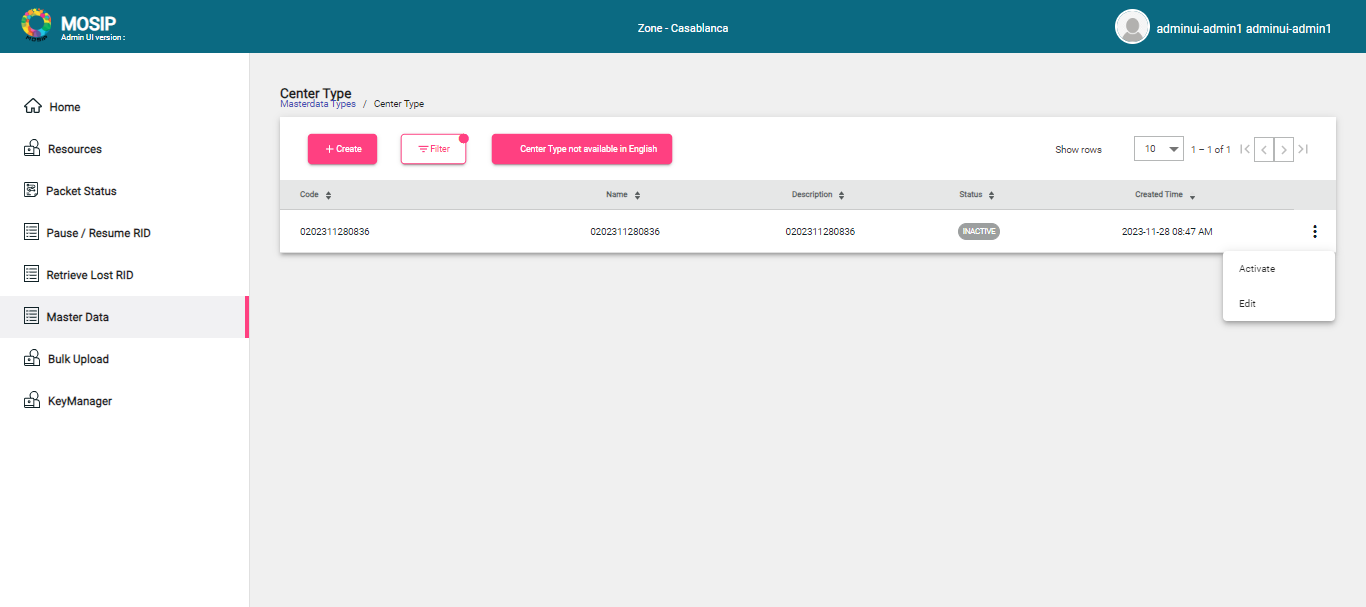 MOSIP
Admin UI version :
Zone - Casablanca
adminui-admin1 adminui-admin1
Home
Resources
Packet Status
Pause / Resume RID
Retrieve Lost RID
Master Data
Bulk Upload
KeyManager
Center Type
Masterdata Types / Center Type
+ Create
Filter
Center Type not available in English
Show rows
10
1 – 1 of 1
Code Name Description Status Created Time
0202311280836 0202311280836 0202311280836 INACTIVE 2023-11-28 08:47 AM
Activate
Edit